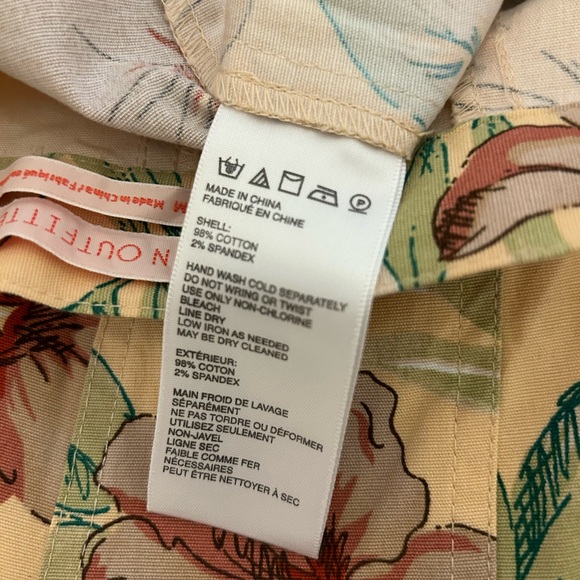 MADE IN CHINA
FABRIQUÉ EN CHINE
SHELL:
98% COTTON
2% SPANDEX
HAND WASH COLD SEPARATELY
DO NOT WRING OR TWIST
USE ONLY NON-CHLORINE
BLEACH
LINE DRY
LOW IRON AS NEEDED
MAY BE DRY CLEANED
EXTÉRIEUR:
98% COTON
2% SPANDEX
MAIN FROID DE LAVAGE
SÉPARÉMENT
NE PAS TORDRE OU DÉFORMER
UTILISEZ SEULEMENT
NON-JAVEL
LIGNE SEC
FAIBLE COMME FER
NÉCESSAIRES
PEUT ÊTRE NETTOYER À SEC
P
M Made in China / Fabriqué
N OUTFITTE